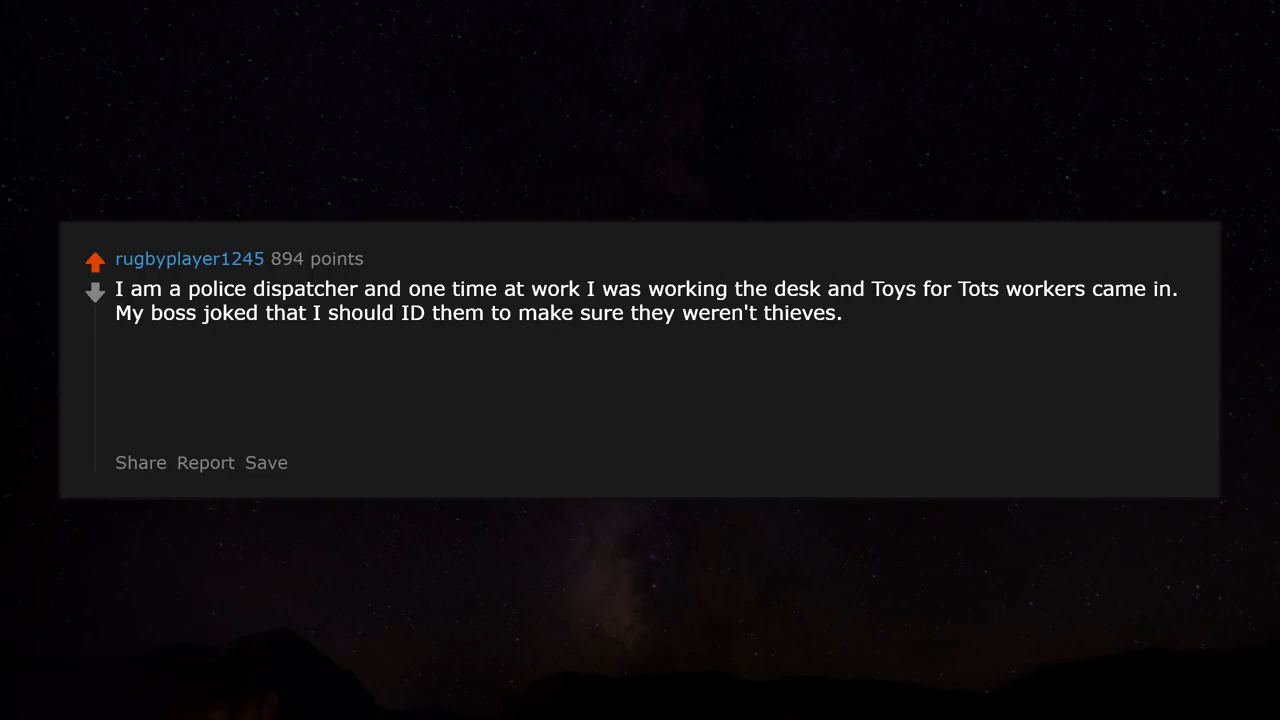 rugbyplayer1245 894 points
I am a police dispatcher and one time at work I was working the desk and Toys for Tots workers came in.
My boss joked that I should ID them to make sure they weren't thieves.
Share Report Save